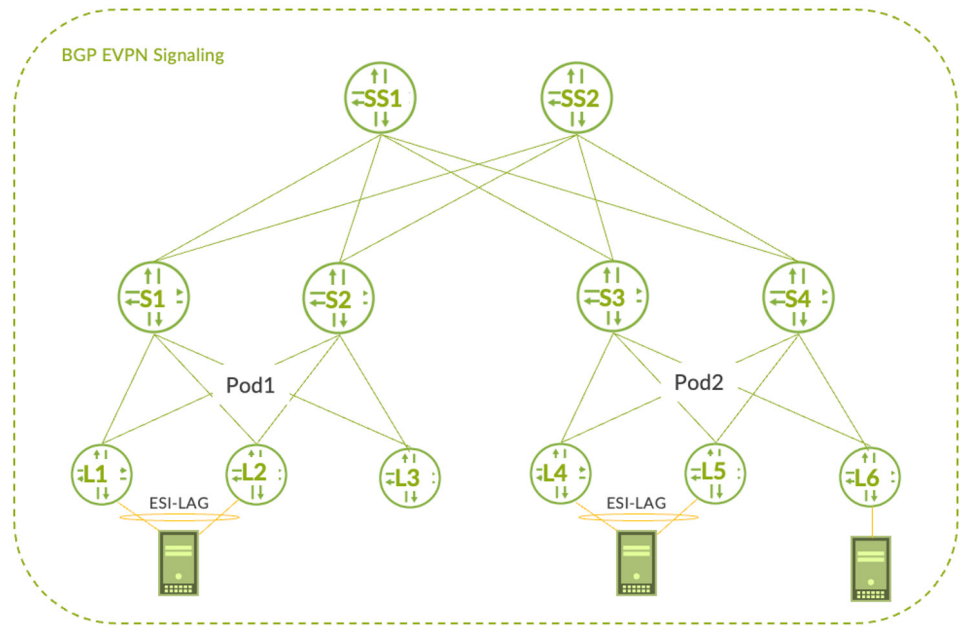 BGP EVPN Signaling
SS1
SS2
S1
S2
S3
S4
Pod1
Pod2
L1
L2
L3
L4
L5
L6
ESI-LAG
ESI-LAG